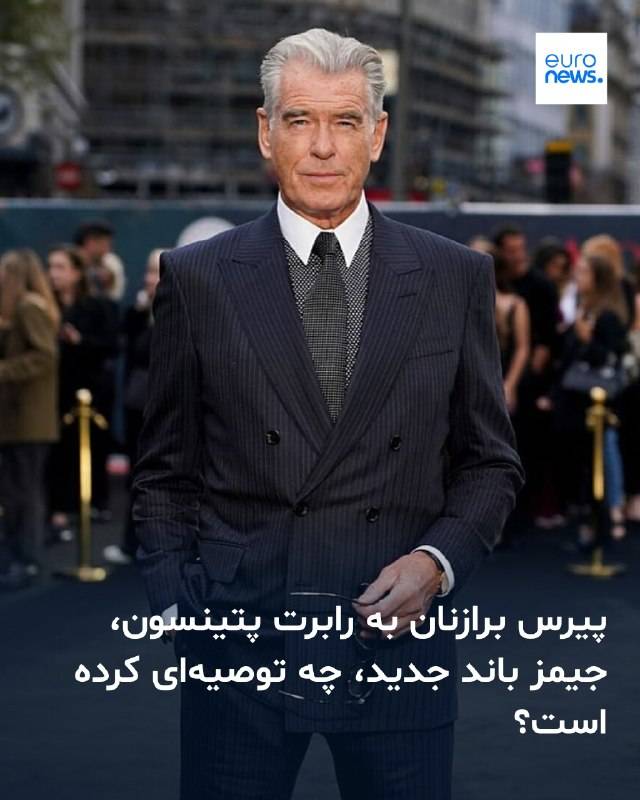 euro
news.
پیرس برازنان به رابرت پتینسون،
جیمز باند جدید، چه توصیه‌ای کرده
است؟